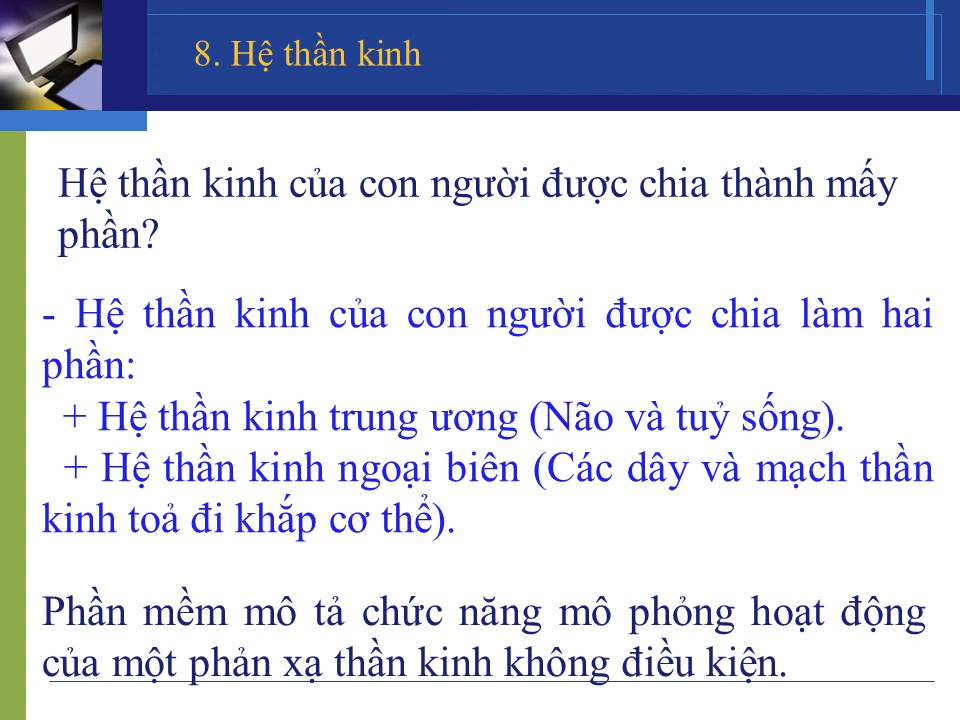 8. Hệ thần kinh
Hệ thần kinh của con người được chia thành mấy
phần?
- Hệ thần kinh của con người được chia làm hai
phần:
+ Hệ thần kinh trung ương (Não và tuỷ sống).
+ Hệ thần kinh ngoại biên (Các dây và mạch thần
kinh toả đi khắp cơ thể).
Phần mềm mô tả chức năng mô phỏng hoạt động
của một phản xạ thần kinh không điều kiện.